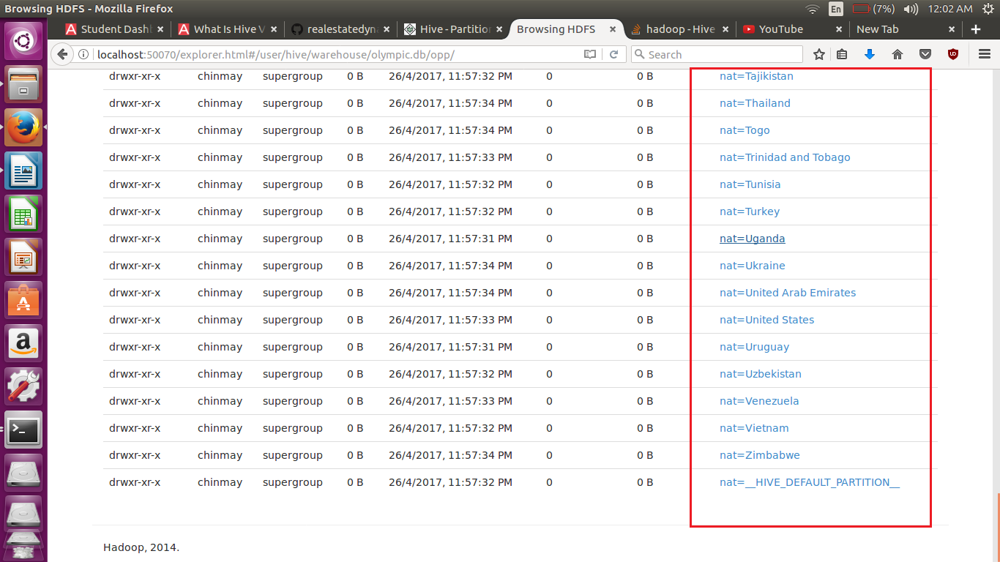 Browsing HDFS - Mozilla Firefox En (7%) 12:02 AM
Student Dash × What Is Hive V × realestatedyn × Hive - Partition × Browsing HDFS × hadoop - Hive × YouTube × New Tab ×
localhost:50070/explorer.html#/user/hive/warehouse/olympic.db/opp/ Search
drwxr-xr-x chinmay supergroup 0 B 26/4/2017, 11:57:32 PM 0 0 B nat=Tajikistan
drwxr-xr-x chinmay supergroup 0 B 26/4/2017, 11:57:34 PM 0 0 B nat=Thailand
drwxr-xr-x chinmay supergroup 0 B 26/4/2017, 11:57:34 PM 0 0 B nat=Togo
drwxr-xr-x chinmay supergroup 0 B 26/4/2017, 11:57:33 PM 0 0 B nat=Trinidad and Tobago
drwxr-xr-x chinmay supergroup 0 B 26/4/2017, 11:57:32 PM 0 0 B nat=Tunisia
drwxr-xr-x chinmay supergroup 0 B 26/4/2017, 11:57:32 PM 0 0 B nat=Turkey
drwxr-xr-x chinmay supergroup 0 B 26/4/2017, 11:57:31 PM 0 0 B nat=Uganda
drwxr-xr-x chinmay supergroup 0 B 26/4/2017, 11:57:34 PM 0 0 B nat=Ukraine
drwxr-xr-x chinmay supergroup 0 B 26/4/2017, 11:57:34 PM 0 0 B nat=United Arab Emirates
drwxr-xr-x chinmay supergroup 0 B 26/4/2017, 11:57:33 PM 0 0 B nat=United States
drwxr-xr-x chinmay supergroup 0 B 26/4/2017, 11:57:31 PM 0 0 B nat=Uruguay
drwxr-xr-x chinmay supergroup 0 B 26/4/2017, 11:57:32 PM 0 0 B nat=Uzbekistan
drwxr-xr-x chinmay supergroup 0 B 26/4/2017, 11:57:33 PM 0 0 B nat=Venezuela
drwxr-xr-x chinmay supergroup 0 B 26/4/2017, 11:57:32 PM 0 0 B nat=Vietnam
drwxr-xr-x chinmay supergroup 0 B 26/4/2017, 11:57:34 PM 0 0 B nat=Zimbabwe
drwxr-xr-x chinmay supergroup 0 B 26/4/2017, 11:57:32 PM 0 0 B nat=__HIVE_DEFAULT_PARTITION__
Hadoop, 2014.